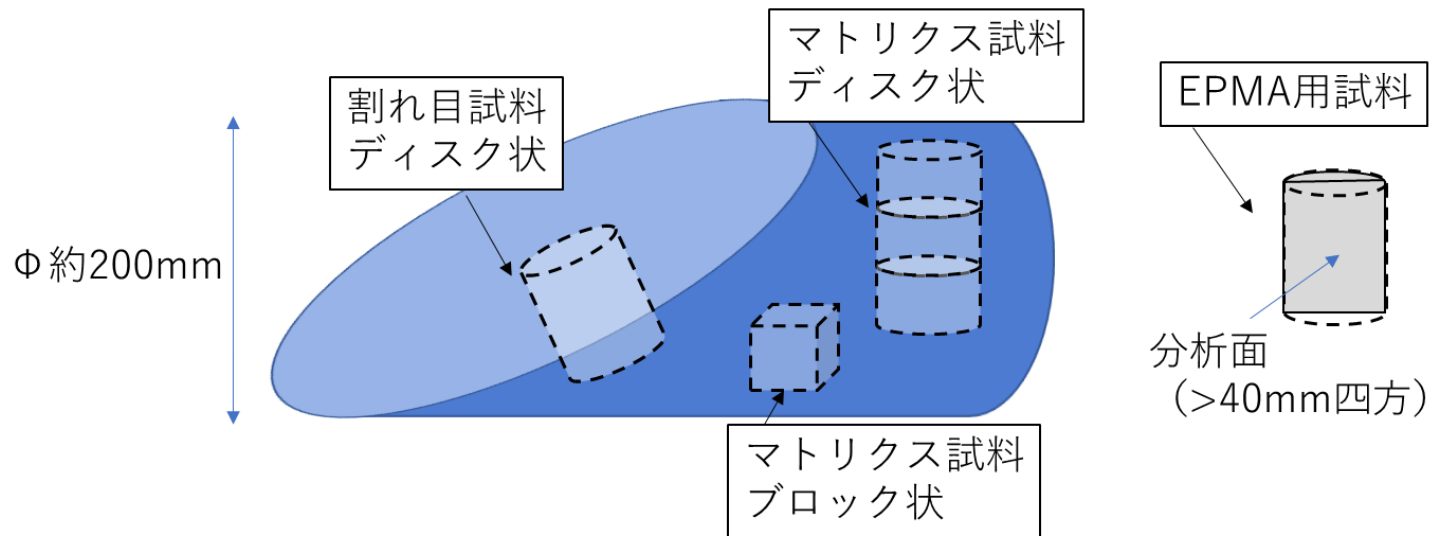 マトリクス試料
ディスク状
割れ目試料
ディスク状
EPMA用試料
Φ約200mm
分析面
（>40mm四方）
マトリクス試料
ブロック状